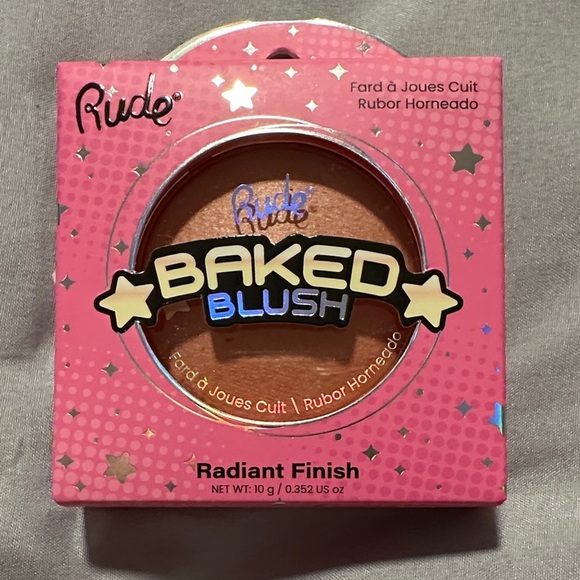 Rude®
Fard à Joues Cuit
Rubor Horneado
Rude®
BAKED
BLUSH
Fard à Joues Cuit \ Rubor Horneado
Radiant Finish
NET WT: 10 g / 0.352 US oz